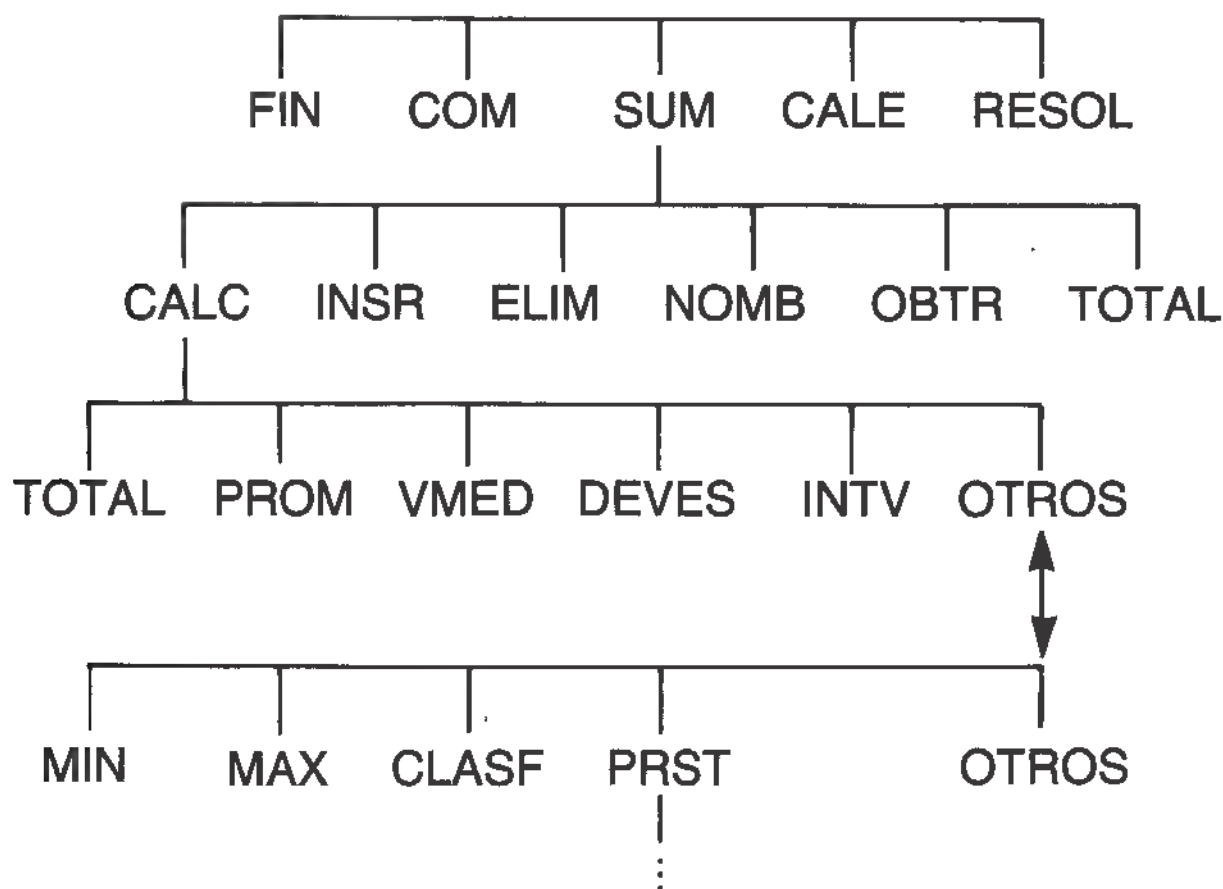 FIN COM SUM CALE RESOL
CALC INSR ELIM NOMB OBTR TOTAL
TOTAL PROM VMED DEVES INTV OTROS
MIN MAX CLASF PRST OTROS